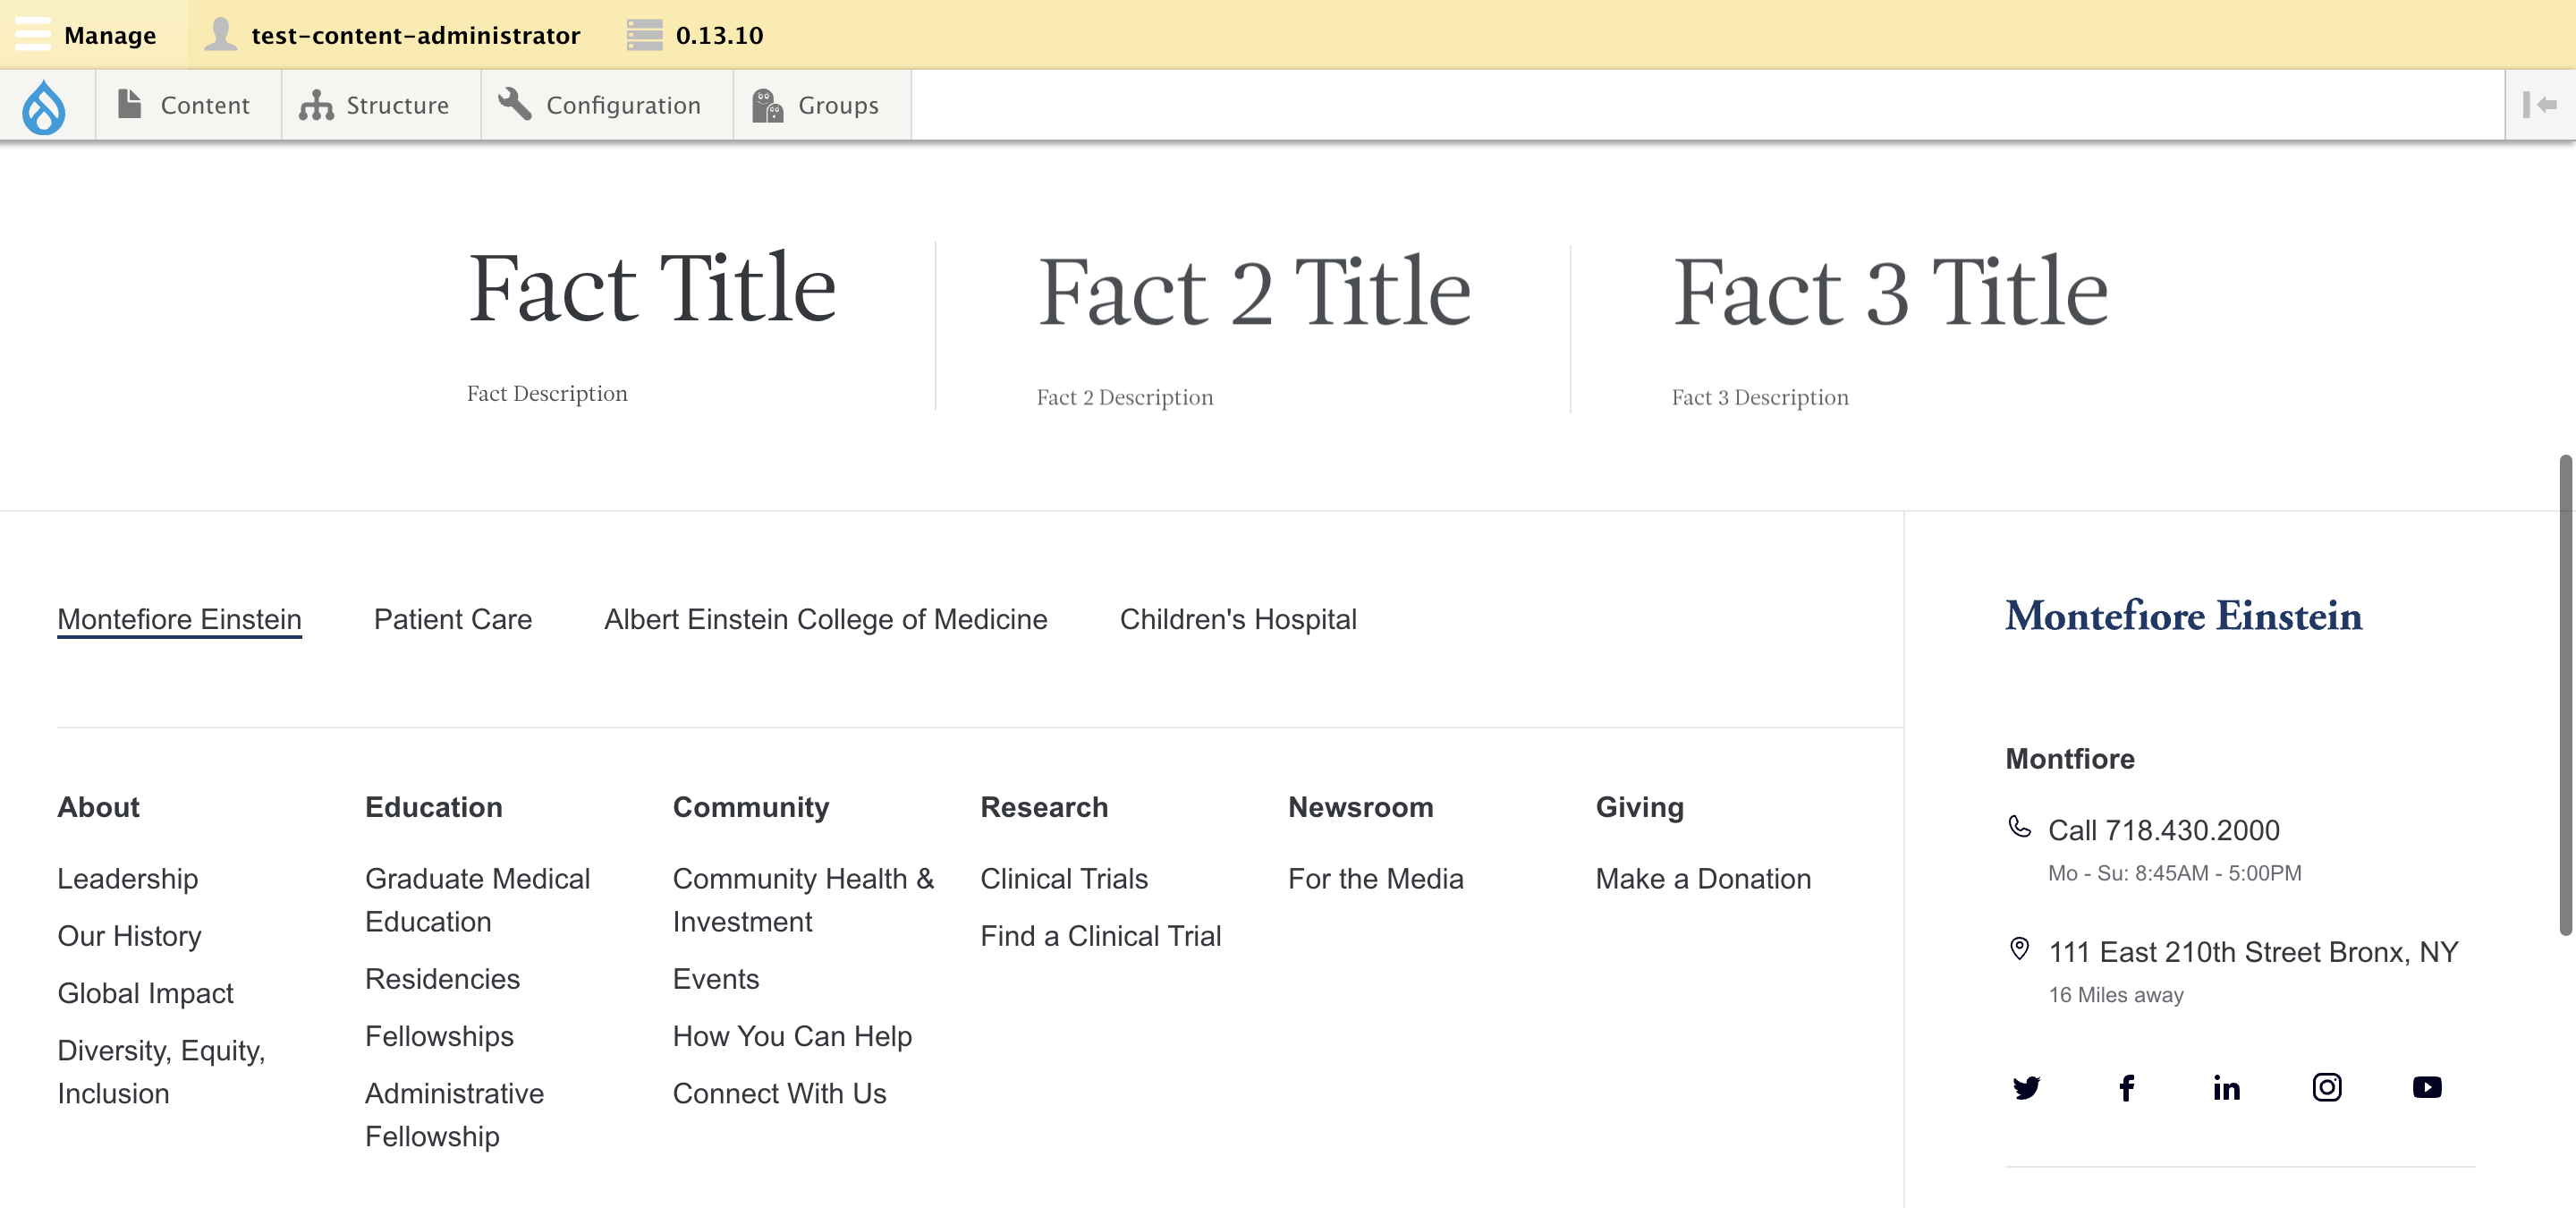 Manage
test-content-administrator
0.13.10
Content
Structure
Configuration
Groups
Fact Title
Fact Description
Fact 2 Title
Fact 2 Description
Fact 3 Title
Fact 3 Description
Montefiore Einstein
Patient Care
Albert Einstein College of Medicine
Children's Hospital
About
Leadership
Our History
Global Impact
Diversity, Equity,
Inclusion
Education
Graduate Medical
Education
Residencies
Fellowships
Administrative
Fellowship
Community
Community Health &
Investment
Events
How You Can Help
Connect With Us
Research
Clinical Trials
Find a Clinical Trial
Newsroom
For the Media
Giving
Make a Donation
Montefiore Einstein
Montfiore
Call 718.430.2000
Mo - Su: 8:45AM - 5:00PM
111 East 210th Street Bronx, NY
16 Miles away